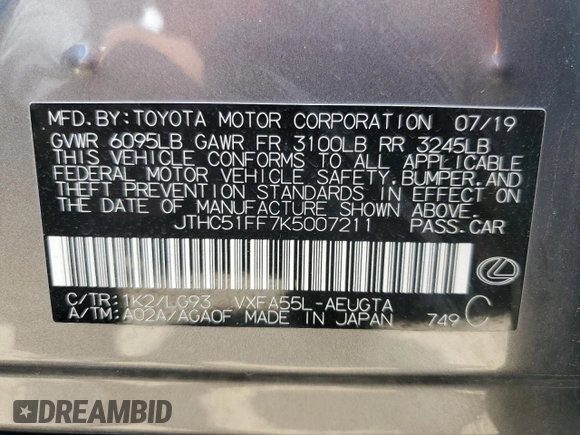 MFD.BY:TOYOTA MOTOR CORPORATION 07/19
GVWR 6095LB GAWR FR 3100LB RR 3245LB
THIS VEHICLE CONFORMS TO ALL APPLICABLE
FEDERAL MOTOR VEHICLE SAFETY, BUMPER, AND
THEFT PREVENTION STANDARDS IN EFFECT ON
THE DATE OF MANUFACTURE SHOWN ABOVE.
JTHC51FF7K5007211 PASS.CAR
C/TR:1K2/LG93 VXFA55L-AEUGTA
A/TM:A02A/AGA0F MADE IN JAPAN 749 C
DREAMBID